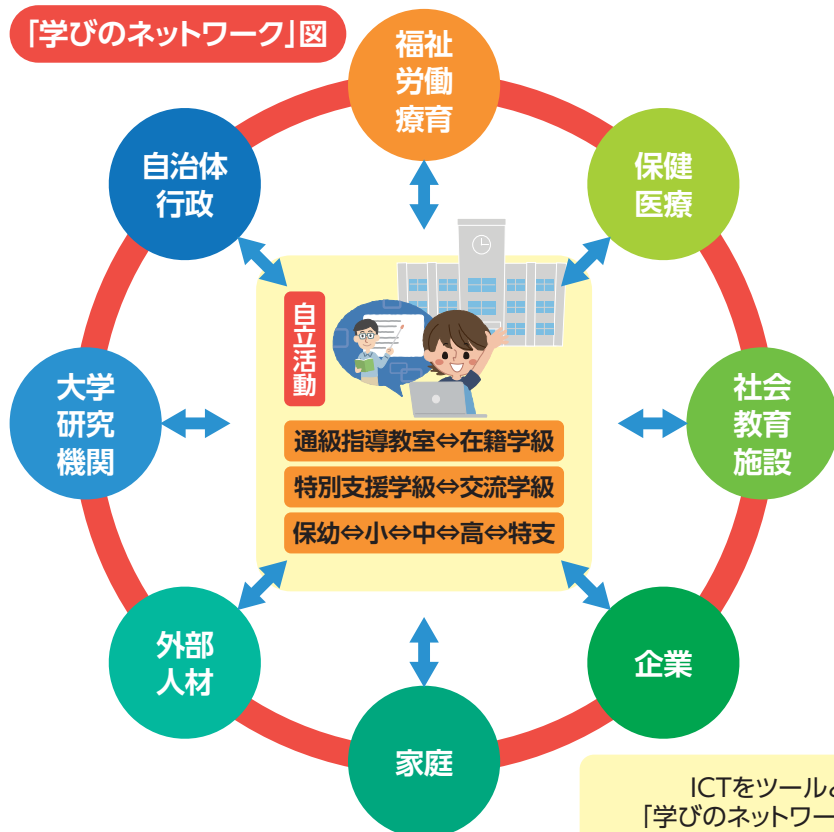 「学びのネットワーク」図
福祉
労働
療育
自治体
行政
保健
医療
自立活動
大学
研究
機関
社会
教育
施設
通級指導教室⇔在籍学級
特別支援学級⇔交流学級
保幼⇔小⇔中⇔高⇔特支
外部
人材
企業
家庭
ICTをツール
「学びのネットワー